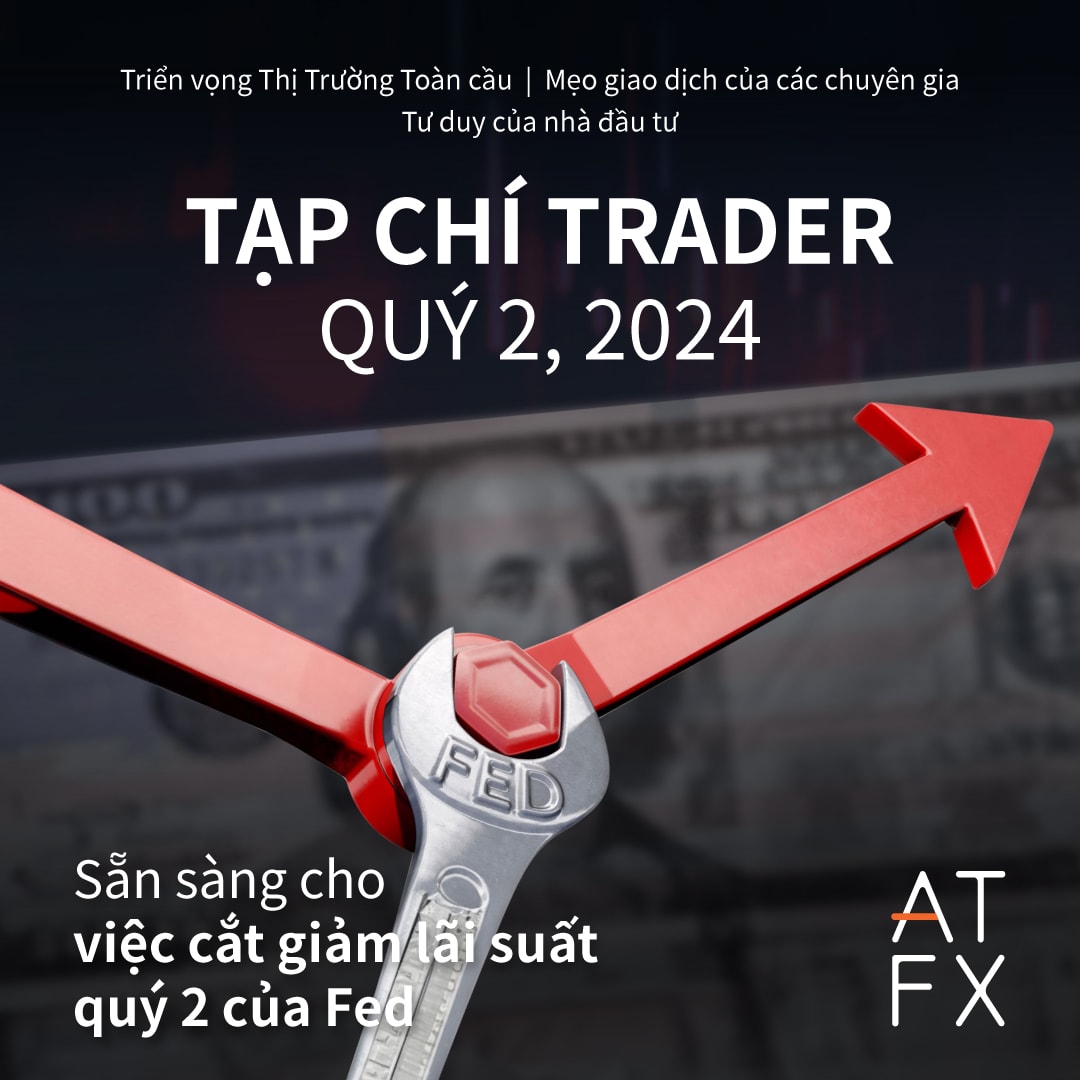 Triển vọng Thị Trường Toàn cầu | Mẹo giao dịch của các chuyên gia
Tư duy của nhà đầu tư
TẠP CHÍ TRADER
QUÝ 2, 2024
100
FED
Sẵn sàng cho
việc cắt giảm lãi suất
quý 2 của Fed
AT
FX